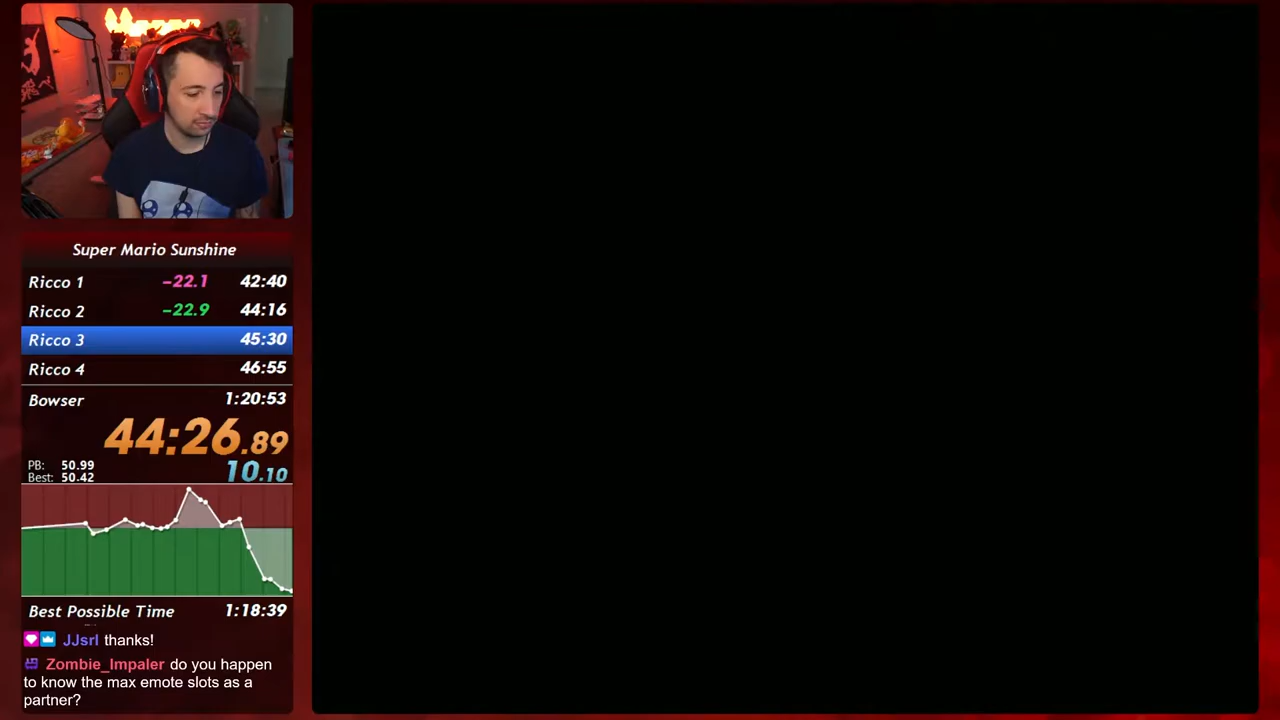 Super Mario Sunshine
Ricco 1 -22.1 42:40
Ricco 2 -22.9 44:16
Ricco 3 45:30
Ricco 4 46:55
Bowser 1:20:53
44:26.89
PB: 50.99
Best: 50.42
10.10
Best Possible Time 1:18:39
JJsrl thanks!
Zombie_Impaler do you happen
to know the max emote slots as a
partner?